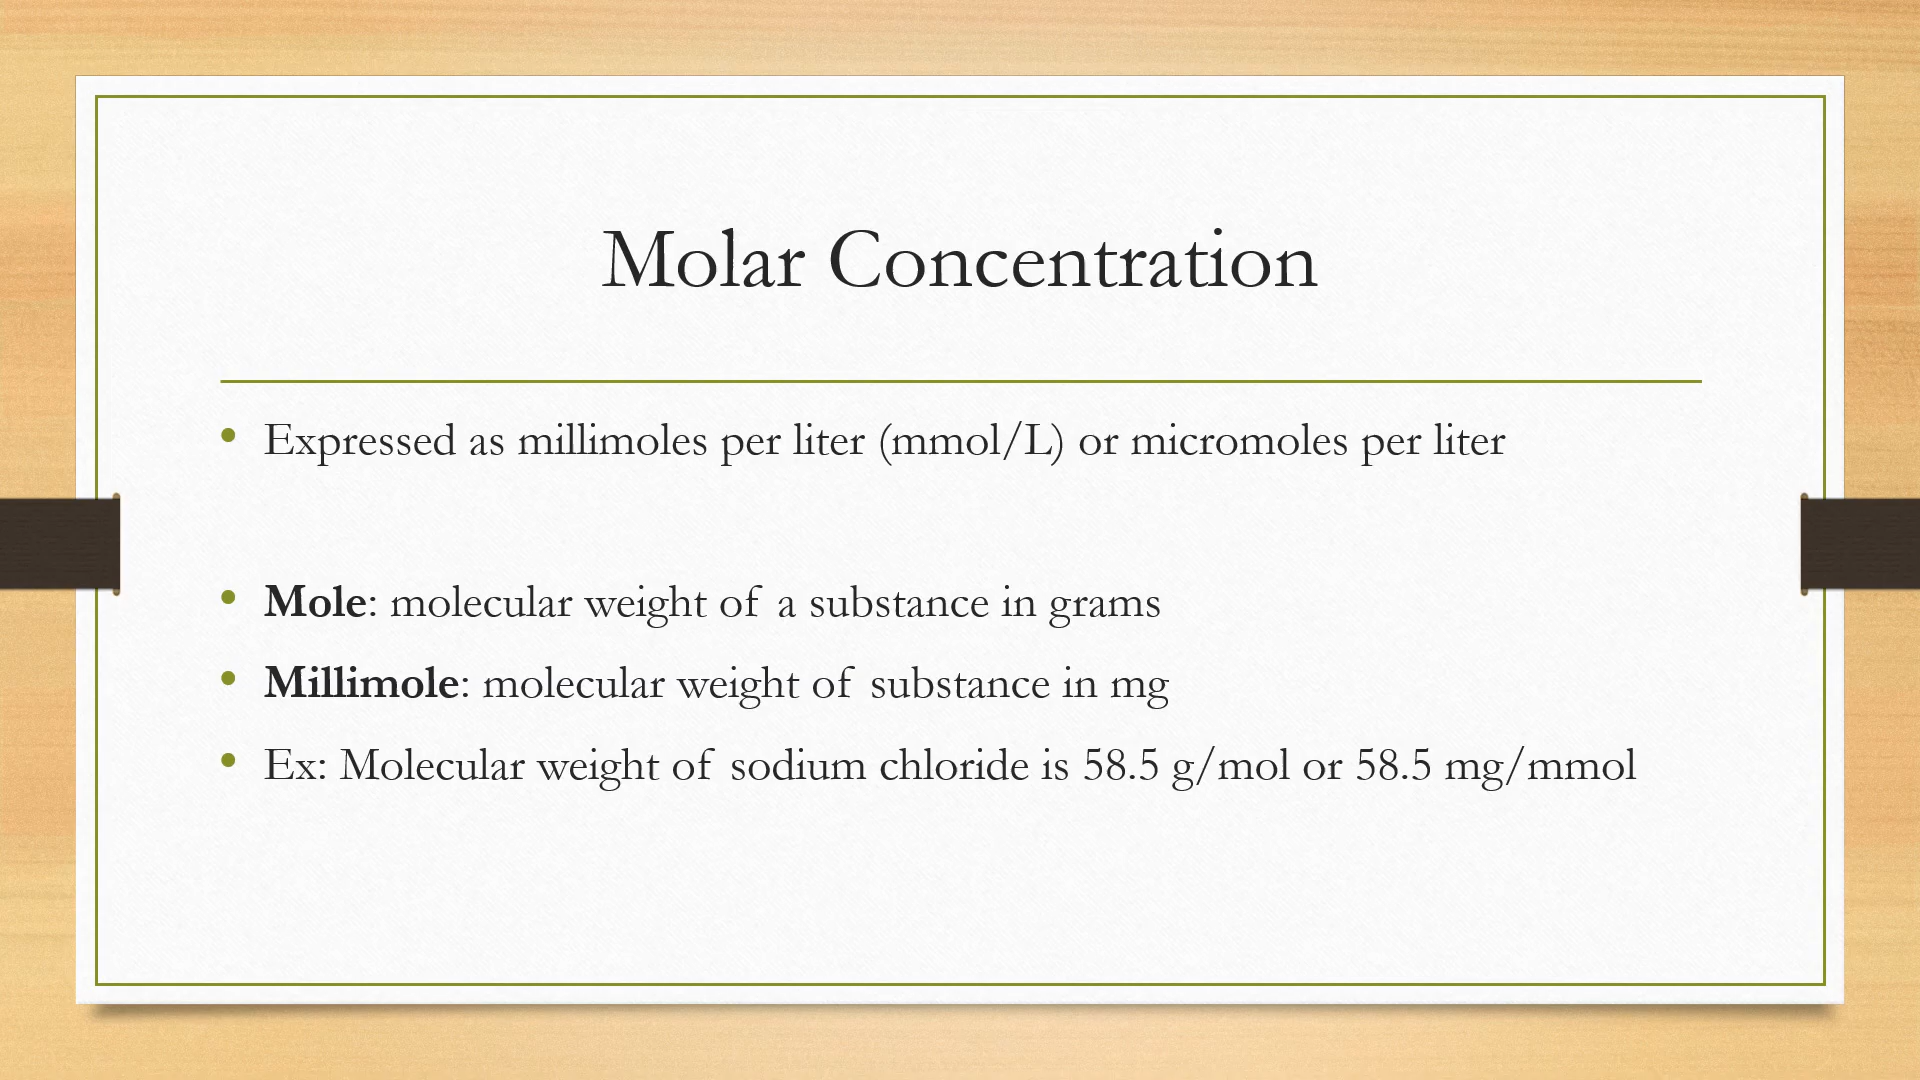 Molar Concentration
• Expressed as millimoles per liter (mmol/L) or micromoles per liter
• Mole: molecular weight of a substance in grams
• Millimole: molecular weight of substance in mg
• Ex: Molecular weight of sodium chloride is 58.5 g/mol or 58.5 mg/mmol